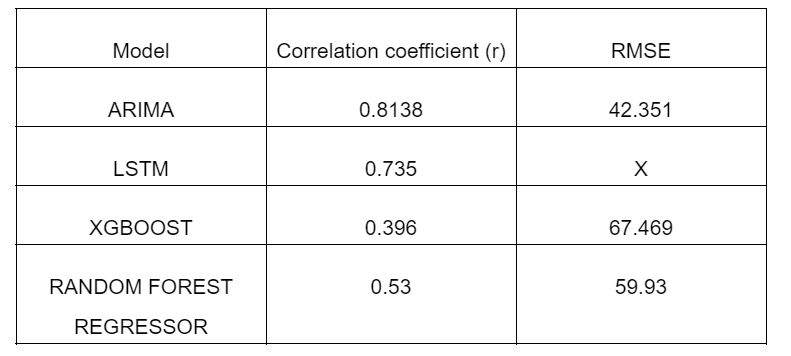 Model Correlation coefficient (r) RMSE
ARIMA 0.8138 42.351
LSTM 0.735 X
XGBOOST 0.396 67.469
RANDOM FOREST 0.53 59.93
REGRESSOR